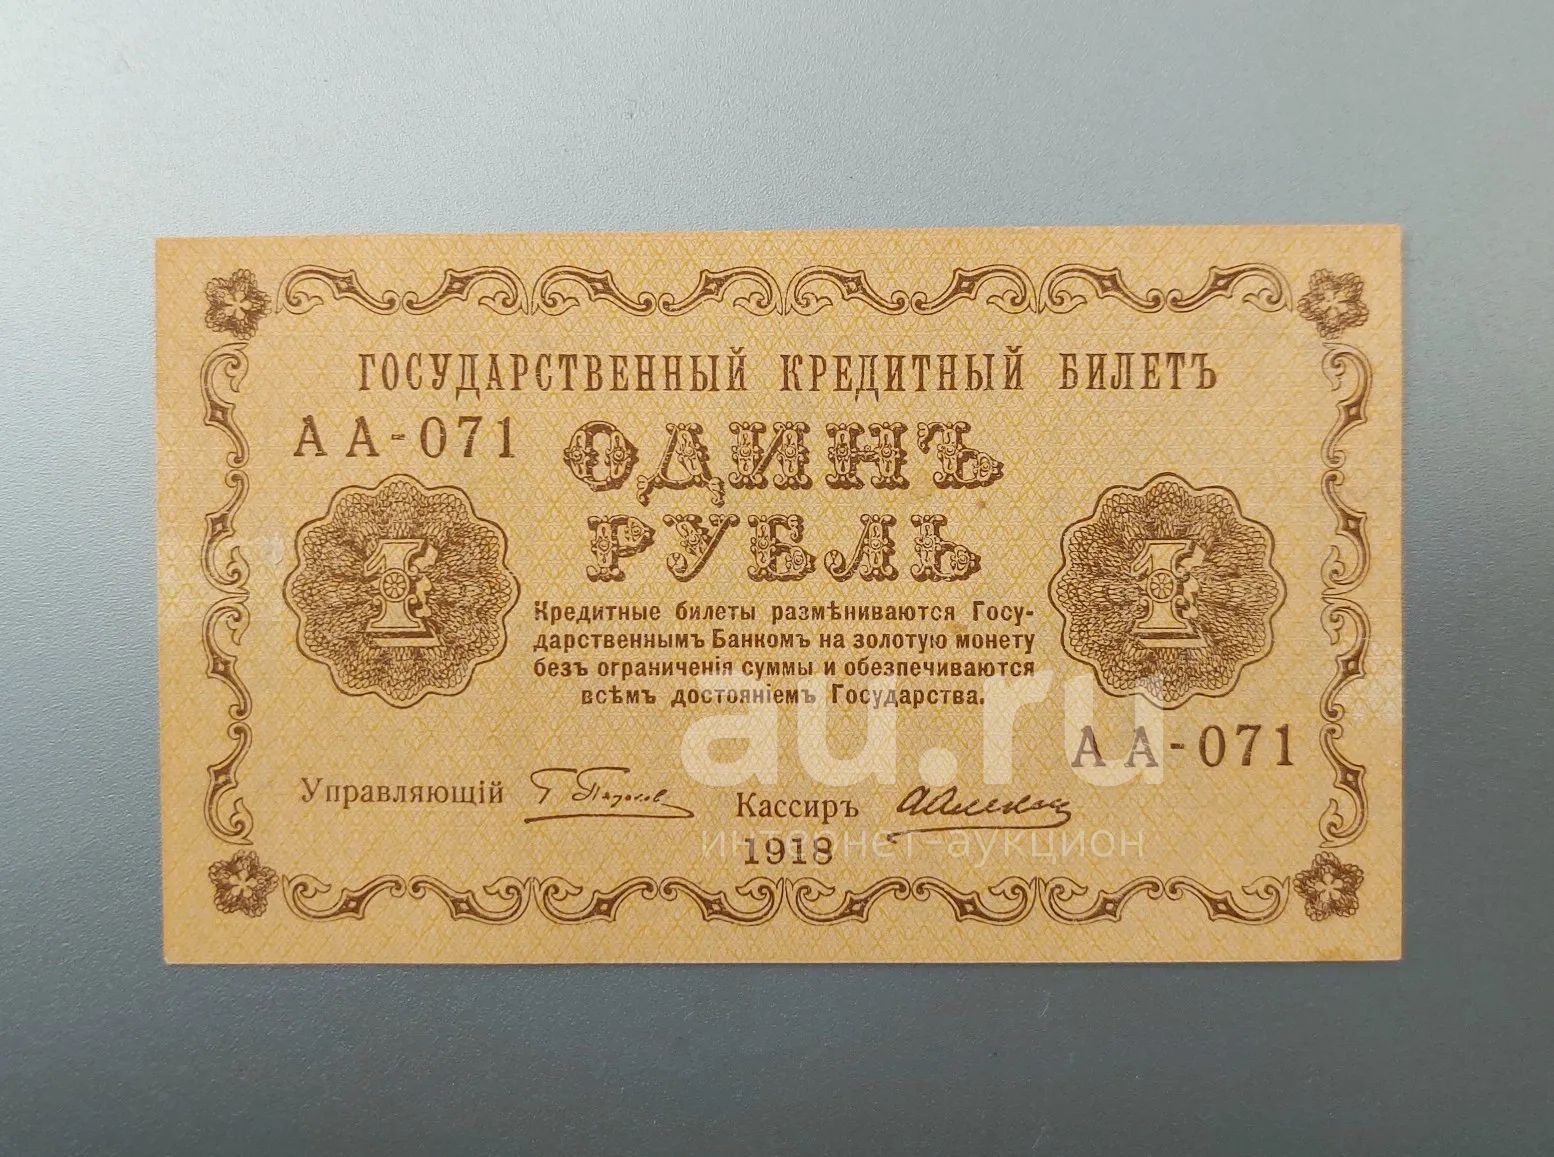 ГОСУДАРСТВЕННЫЙ КРЕДИТНЫЙ БИЛЕТЪ
АА-071
ОДИНЪ
РУБЛЬ
1
1
Кредитные билеты размѣниваются Госу-
дарственнымъ Банкомъ на золотую монету
безъ ограниченія суммы и обезпечиваются
всѣмъ достояніемъ Государства.
au.ru
АА-071
Управляющій
Кассиръ
интернет-аукцион
1918